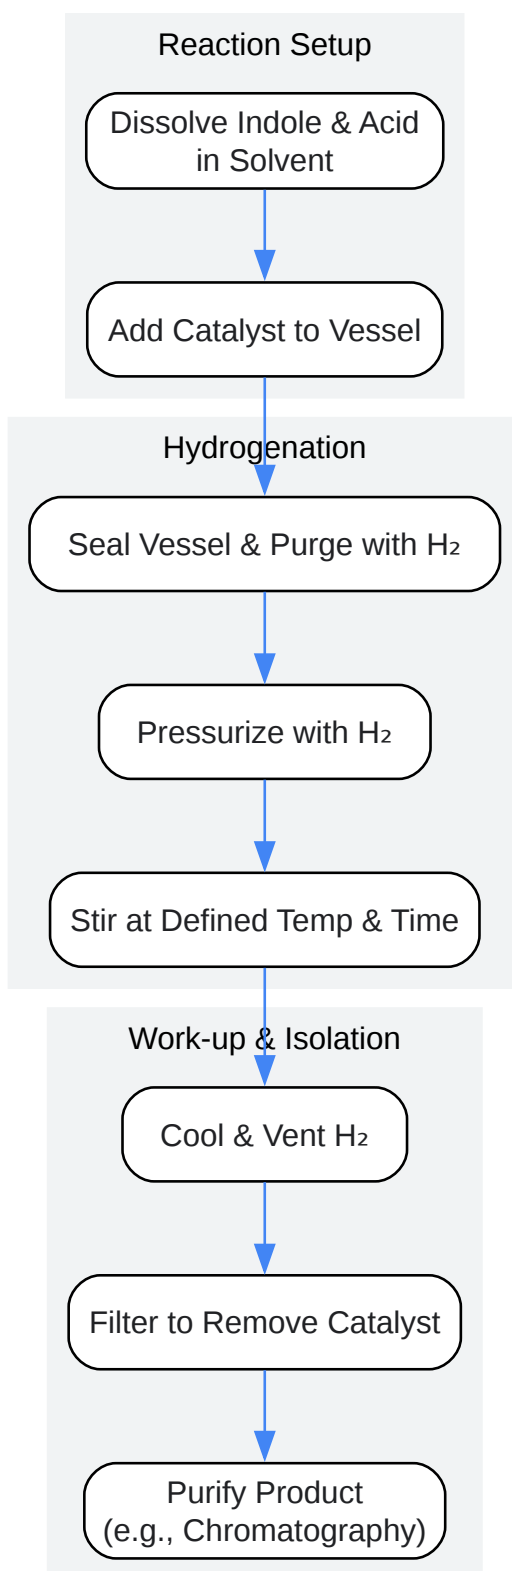 Reaction Setup
Dissolve Indole & Acid
in Solvent
Add Catalyst to Vessel
Hydrogenation
Seal Vessel & Purge with H₂
Pressurize with H₂
Stir at Defined Temp & Time
Work-up & Isolation
Cool & Vent H₂
Filter to Remove Catalyst
Purify Product
(e.g., Chromatography)